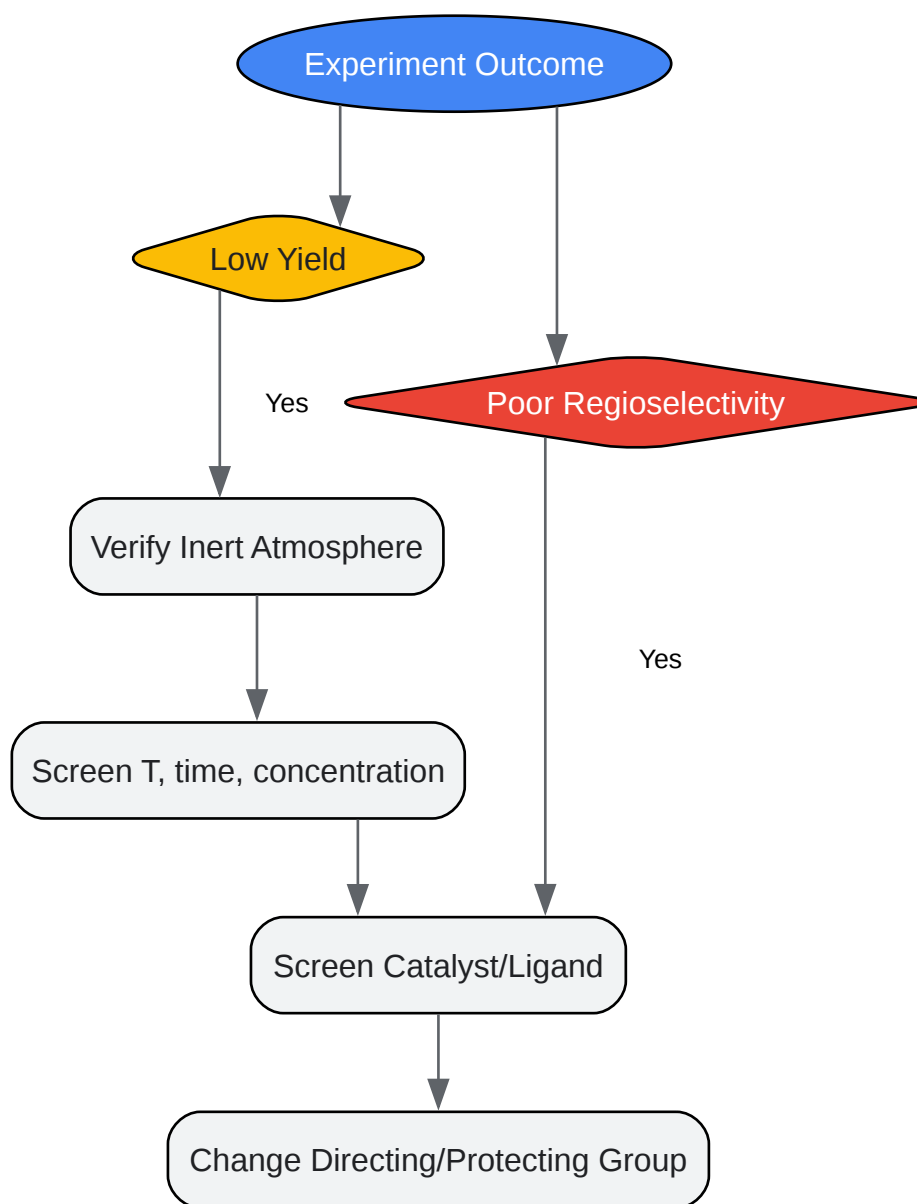 Experiment Outcome
Low Yield
Yes
Poor Regioselectivity
Verify Inert Atmosphere
Yes
Screen T, time, concentration
Screen Catalyst/Ligand
Change Directing/Protecting Group